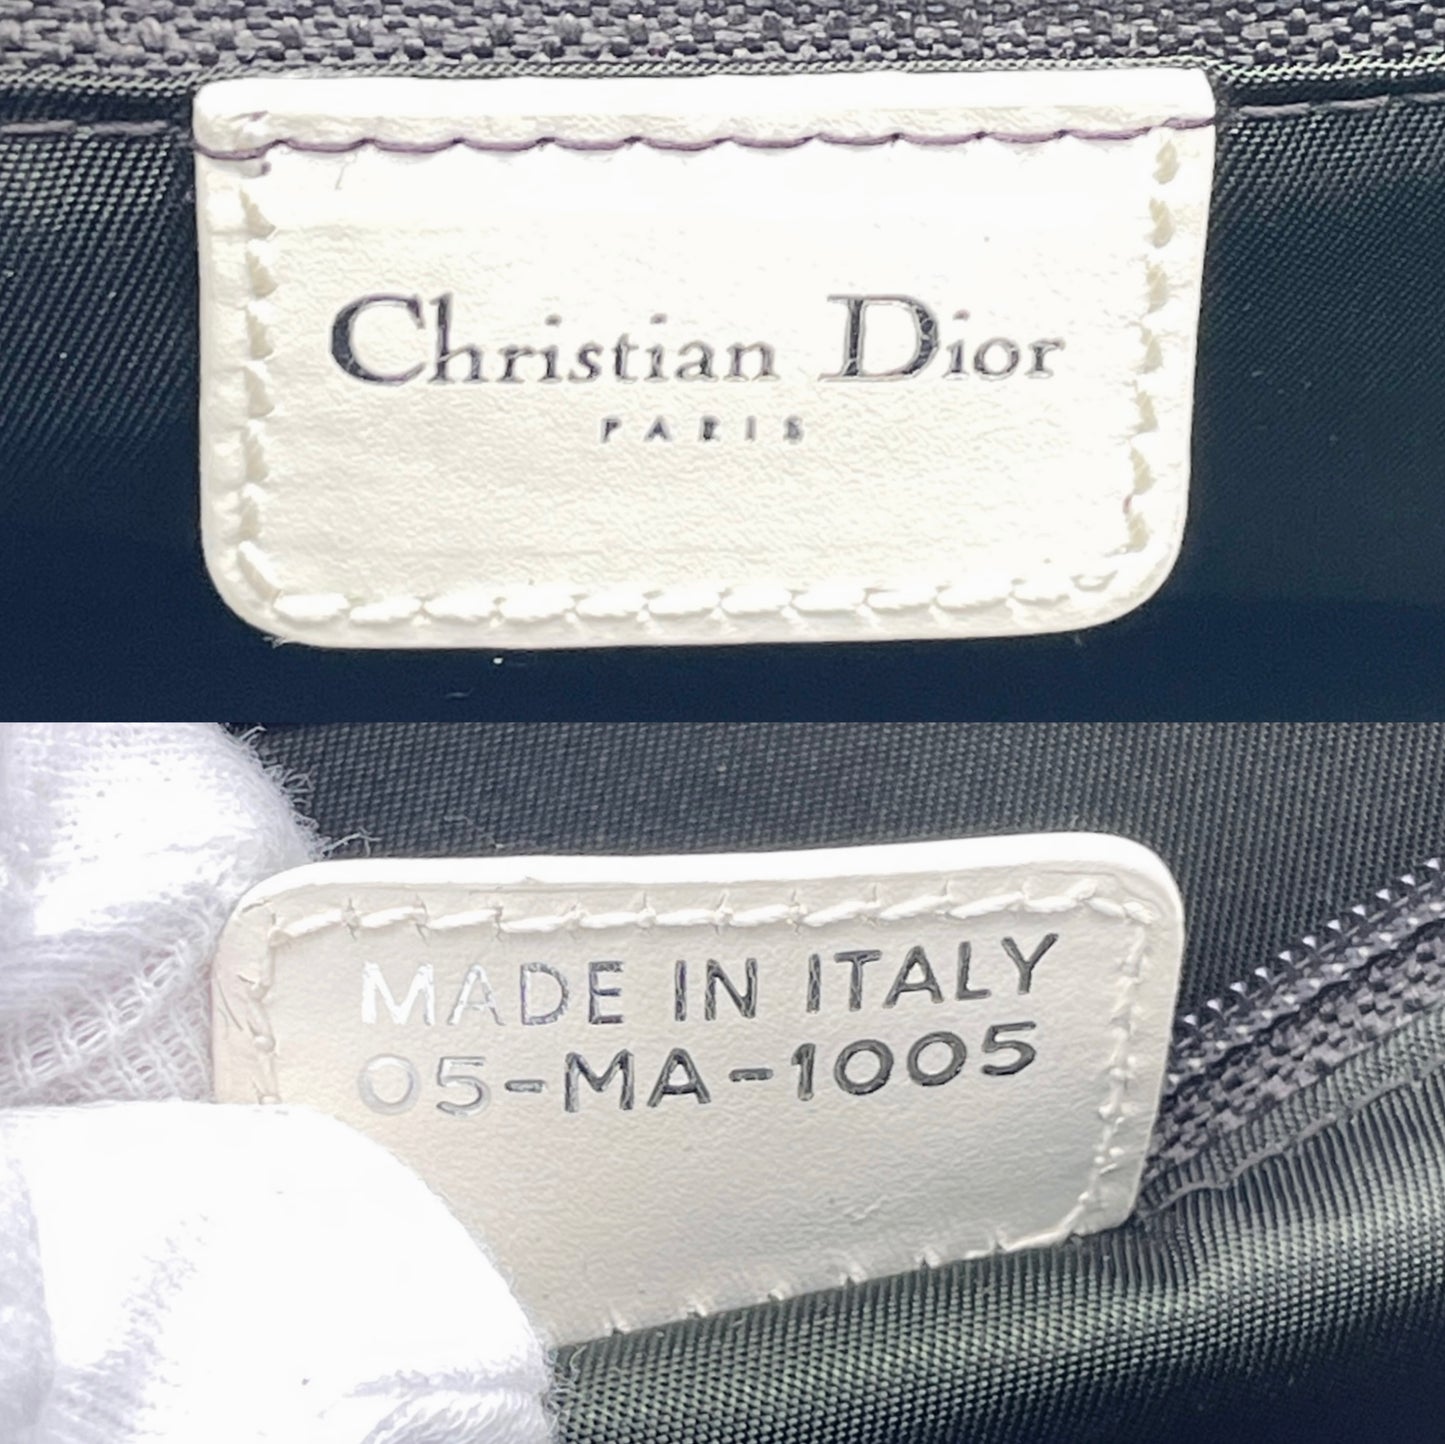 Christian Dior
PARIS
MADE IN ITALY
05-MA-1005